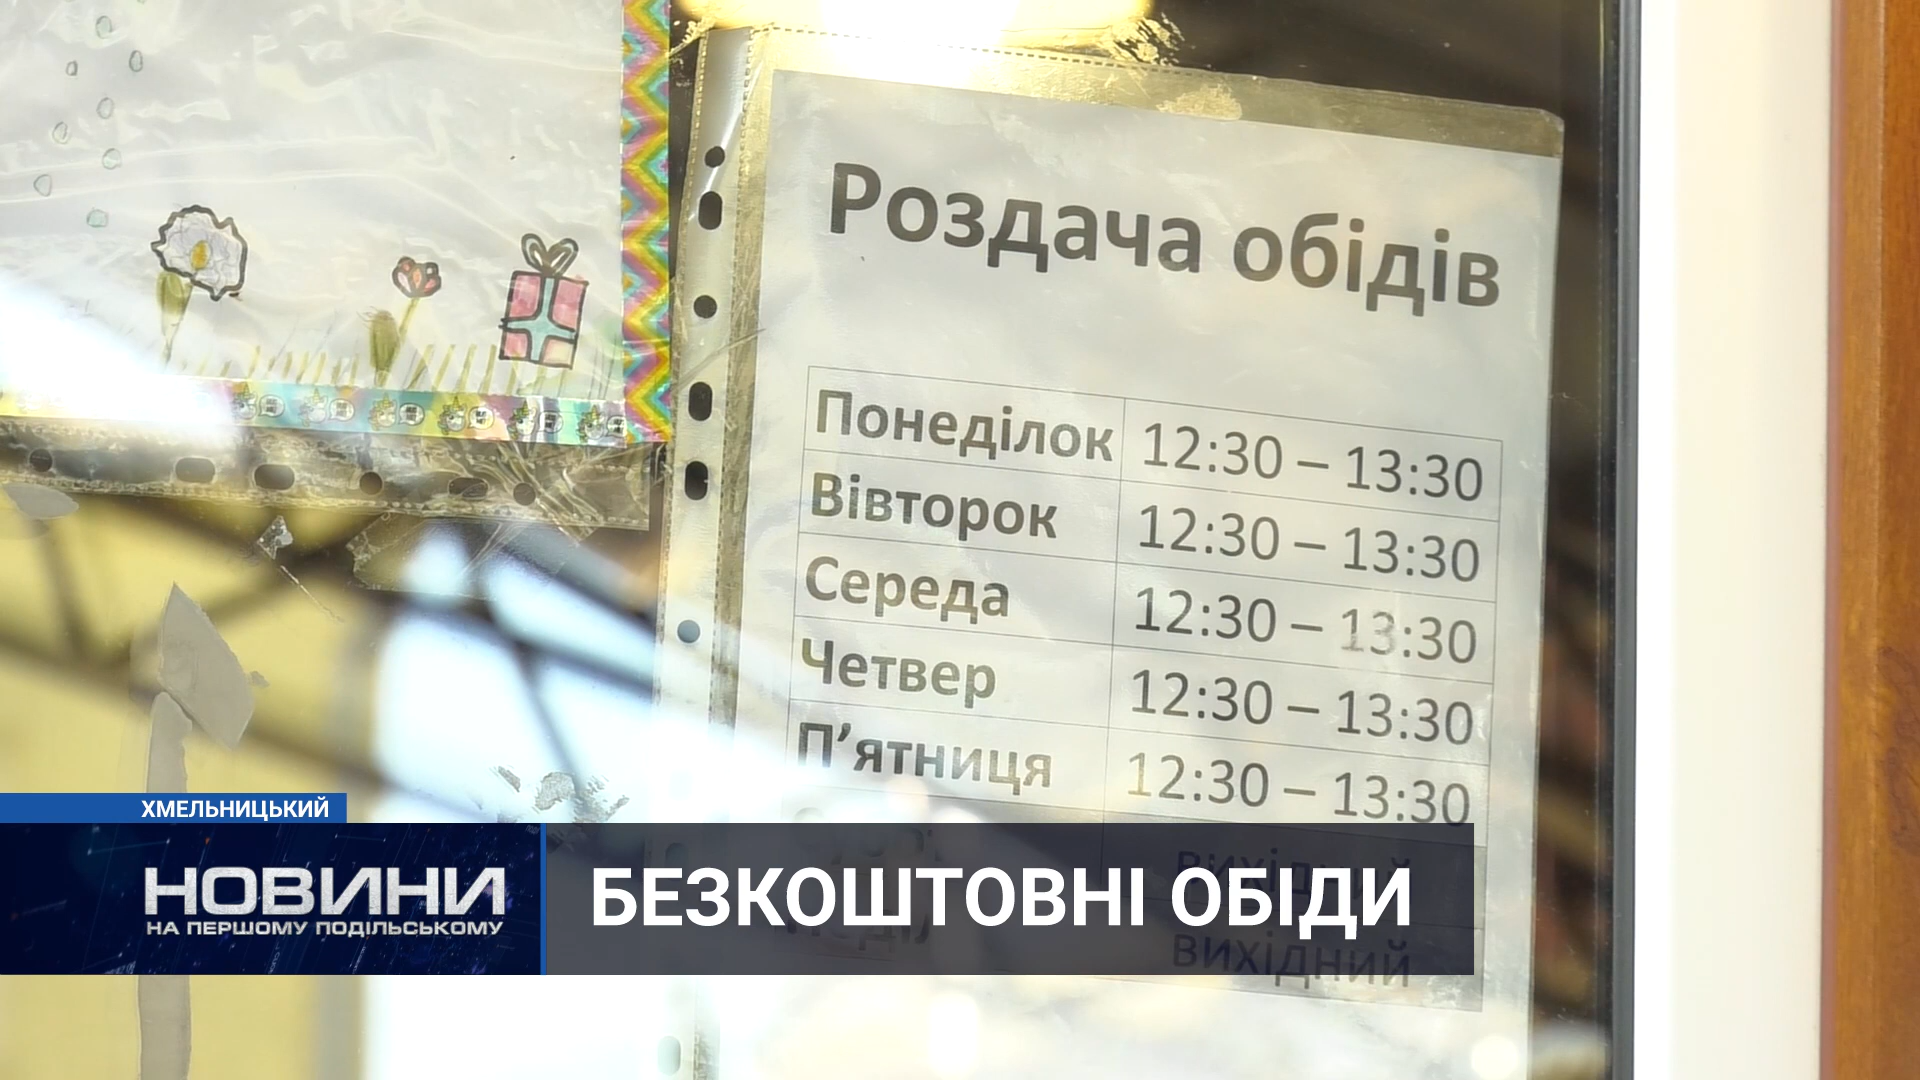 Роздача обідів
Понеділок 12:30 – 13:30
Вівторок 12:30 – 13:30
Середа 12:30 – 13:30
Четвер 12:30 – 13:30
П’ятниця 12:30 – 13:30
вихідний
вихідний
ХМЕЛЬНИЦЬКИЙ
НОВИНИ
НА ПЕРШОМУ ПОДІЛЬСЬКОМУ
БЕЗКОШТОВНІ ОБІДИ